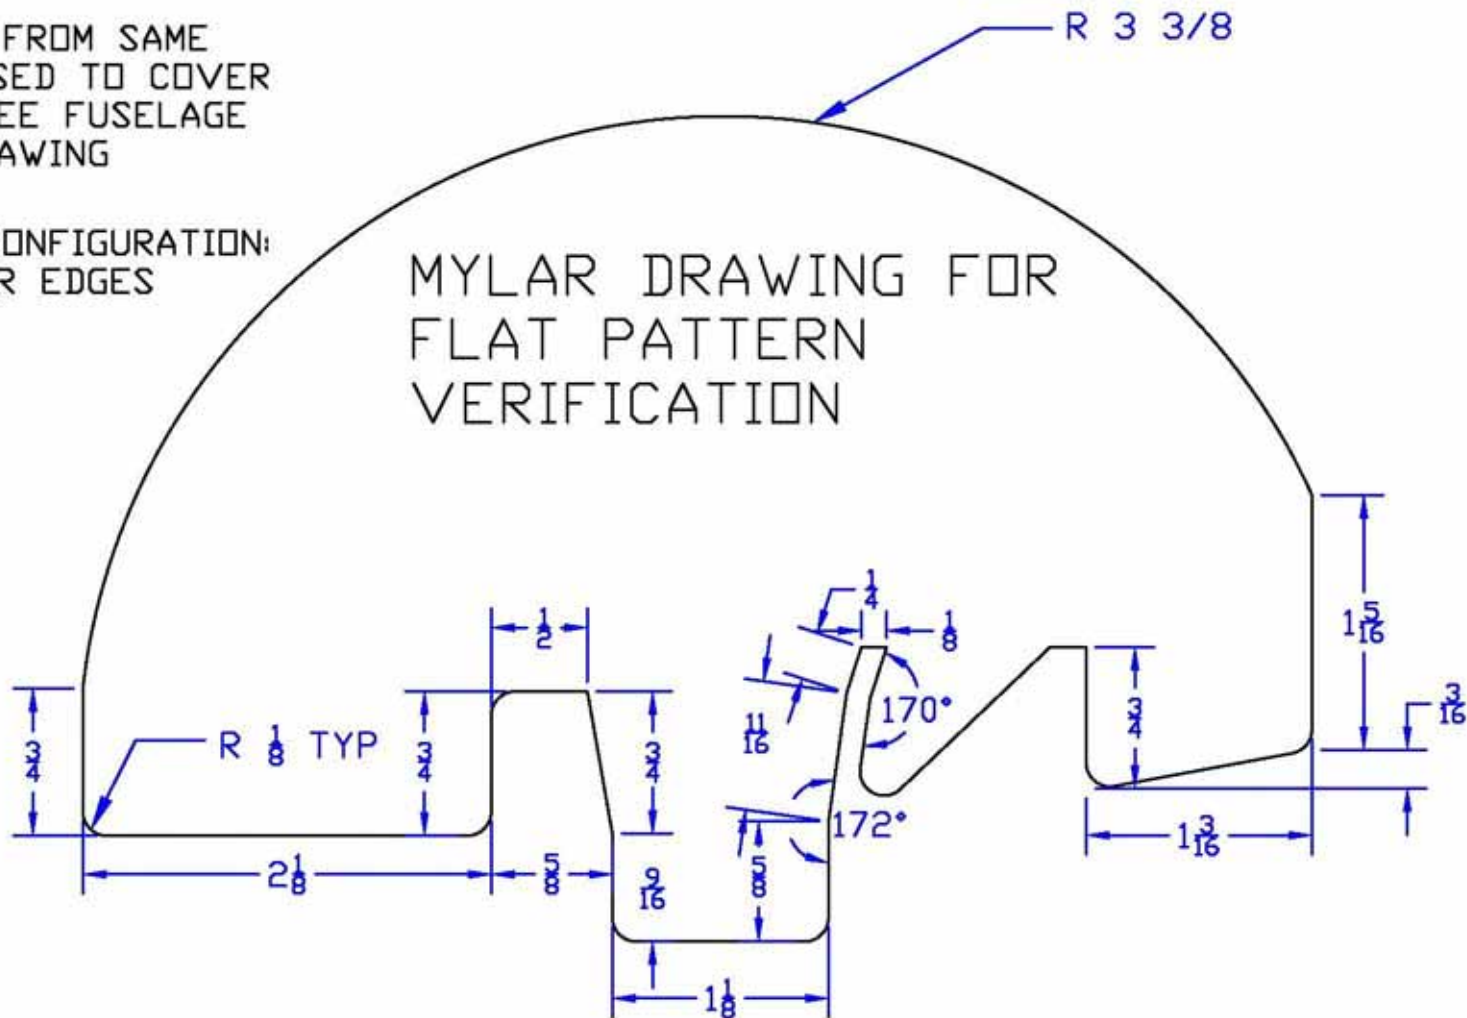 FROM SAME
SED TO COVER
EE FUSELAGE
AWING
ONFIGURATION:
R EDGES
R 3 3/8
MYLAR DRAWING FOR
FLAT PATTERN
VERIFICATION
1/4
1/8
1/2
1 5/16
3/16
170°
11/16
3/4
R 1/8 TYP
3/4
3/4
3/4
172°
1 3/16
2 1/8
5/8
9/16
5/8
1 1/8